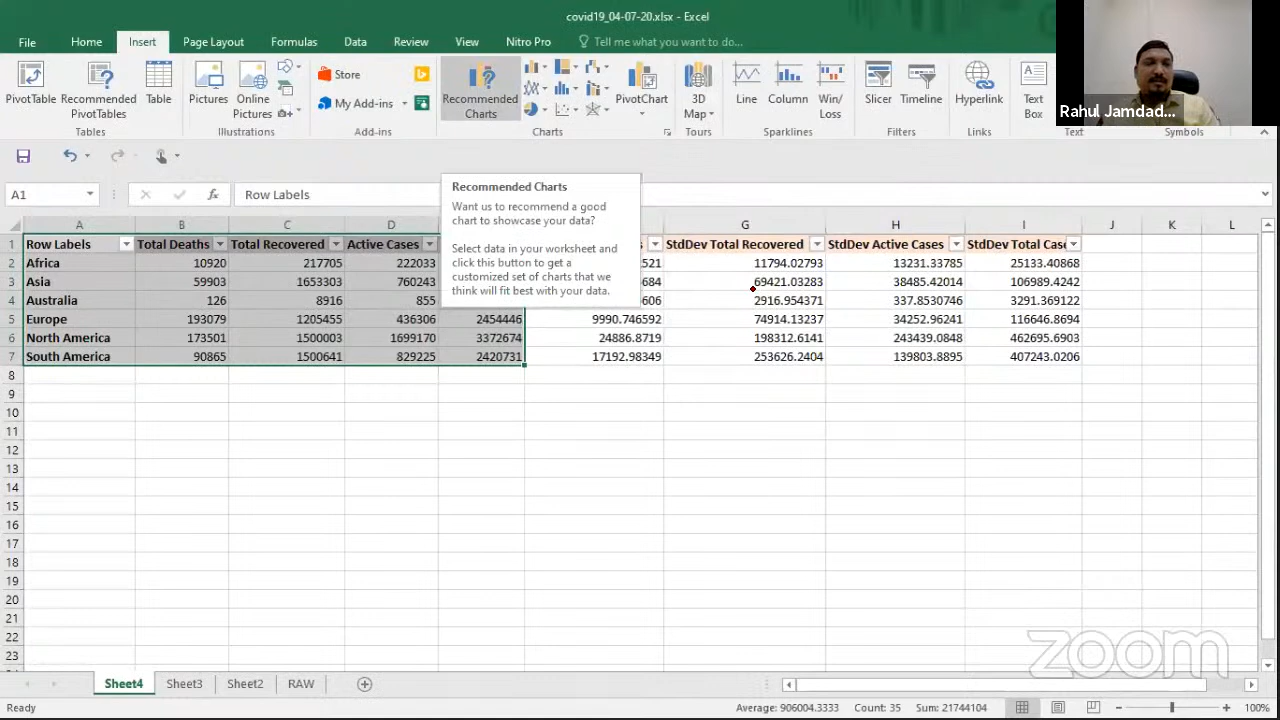 covid19_04-07-20.xlsx - Excel
File Home Insert Page Layout Formulas Data Review View Nitro Pro Tell me what you want to do...
PivotTable Recommended PivotTables Table Pictures Online Pictures Store My Add-ins Recommended Charts PivotChart 3D Map Line Column Win/Loss Slicer Timeline Hyperlink Text Box
Tables Illustrations Add-ins Charts Tours Sparklines Filters Links Text Symbols
Rahul Jamdad...
A1 fx Row Labels
Recommended Charts
Want us to recommend a good
chart to showcase your data?
Select data in your worksheet and
click this button to get a
customized set of charts that we
think will fit best with your data.
A B C D G H I J K L
1 Row Labels Total Deaths Total Recovered Active Cases StdDev Total Recovered StdDev Active Cases StdDev Total Cas
2 Africa 10920 217705 222033 521 11794.02793 13231.33785 25133.40868
3 Asia 59903 1653303 760243 684 69421.03283 38485.42014 106989.4242
4 Australia 126 8916 855 606 2916.954371 337.8530746 3291.369122
5 Europe 193079 1205455 436306 2454446 9990.746592 74914.13237 34252.96241 116646.8694
6 North America 173501 1500003 1699170 3372674 24886.8719 198312.6141 243439.0848 462695.6903
7 South America 90865 1500641 829225 2420731 17192.98349 253626.2404 139803.8895 407243.0206
8
9
10
11
12
13
14
15
16
17
18
19
20
21
22
23
zoom
Sheet4 Sheet3 Sheet2 RAW
Ready Average: 906004.3333 Count: 35 Sum: 21744104 100%